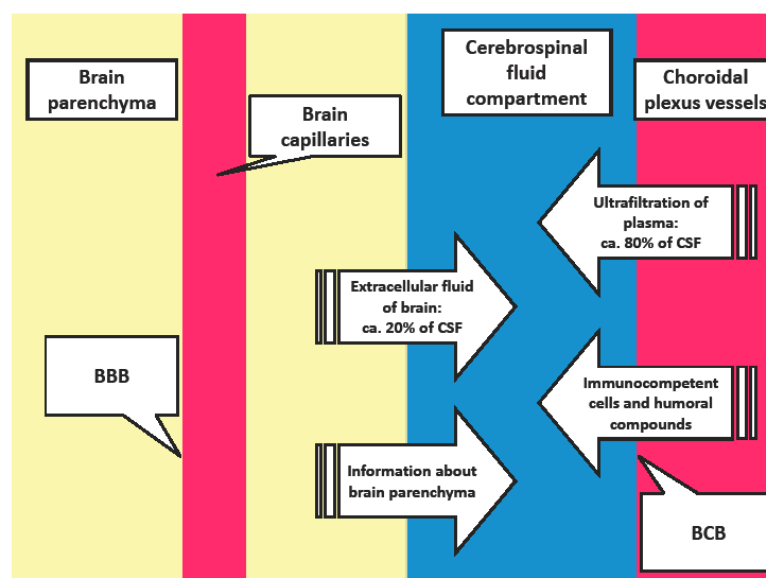 Brain
parenchyma
Brain
capillaries
Cerebrospinal
fluid
compartment
Choroidal
plexus vessels
Ultrafiltration of
plasma:
ca. 80% of CSF
Extracellular fluid
of brain:
ca. 20% of CSF
BBB
Immunocompetent
cells and humoral
compounds
Information about
brain parenchyma
BCB